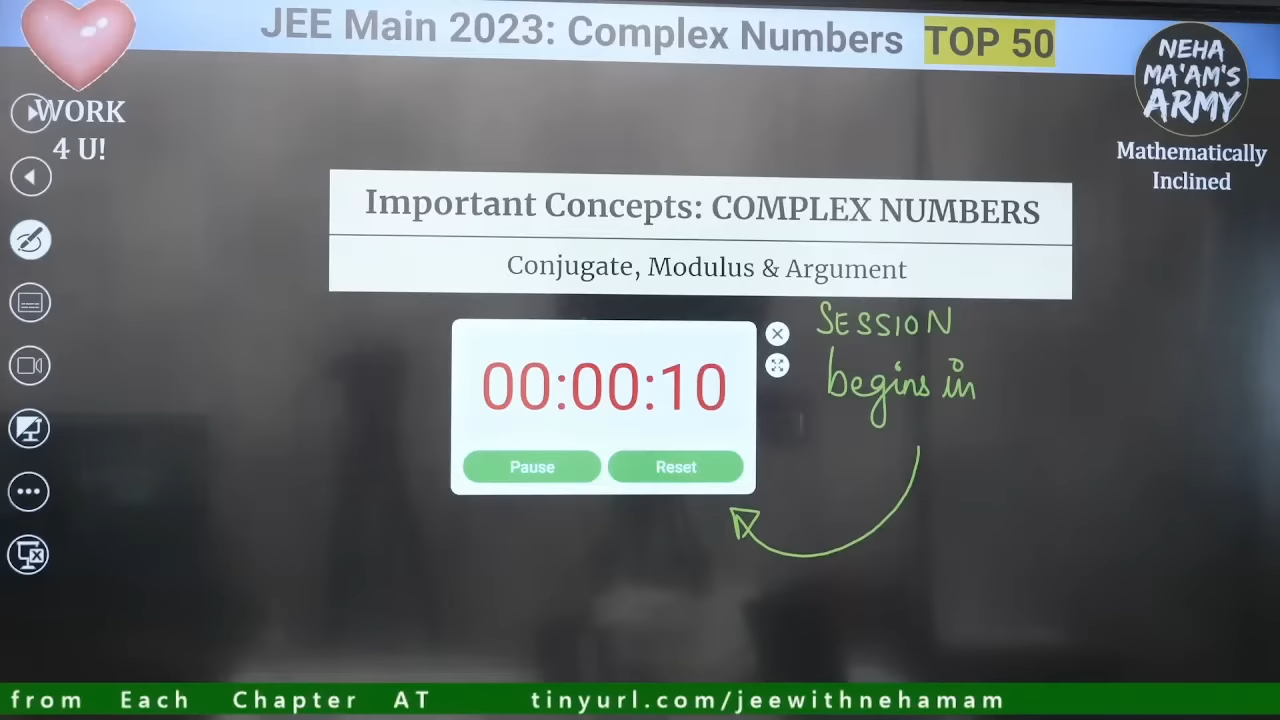 JEE Main 2023: Complex Numbers TOP 50
WORK
4 U!
NEHA
MA'AM'S
ARMY
Mathematically
Inclined
Important Concepts: COMPLEX NUMBERS
Conjugate, Modulus & Argument
SESSION
begins in
00:00:10
Pause Reset
from Each Chapter AT tinyurl.com/jeewithnehamam